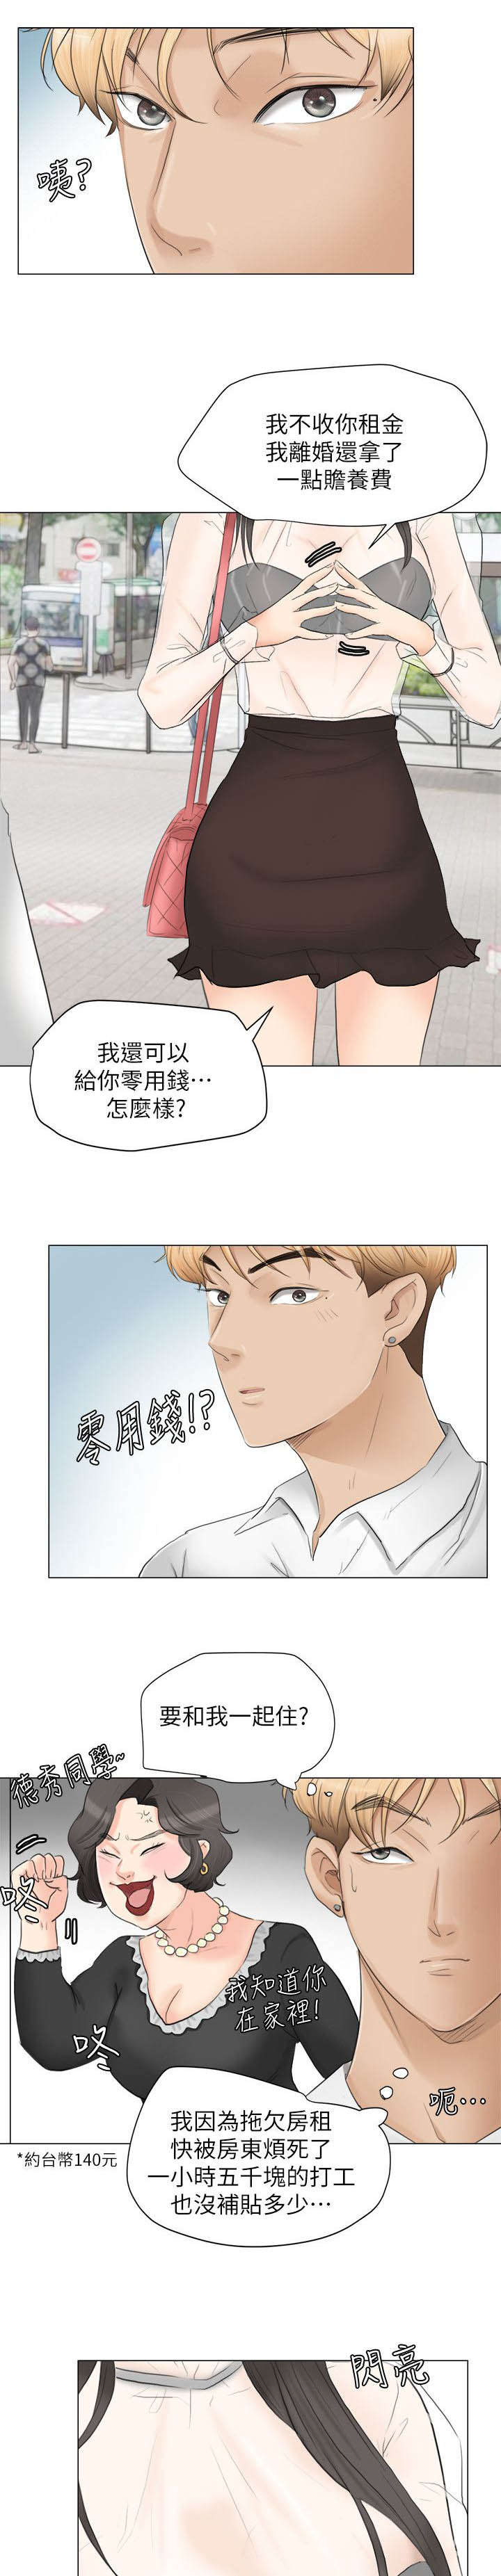 咦?
我不收你租金
我離婚還拿了
一點贍養費
我還可以
給你零用錢…
怎麼樣?
零用錢!?
要和我一起住?
德秀同學~
咚
我知道你
在家裡!
咚
呃…
我因為拖欠房租
快被房東煩死了
一小時五千塊的打工
也沒補貼多少…
*約台幣140元
閃亮